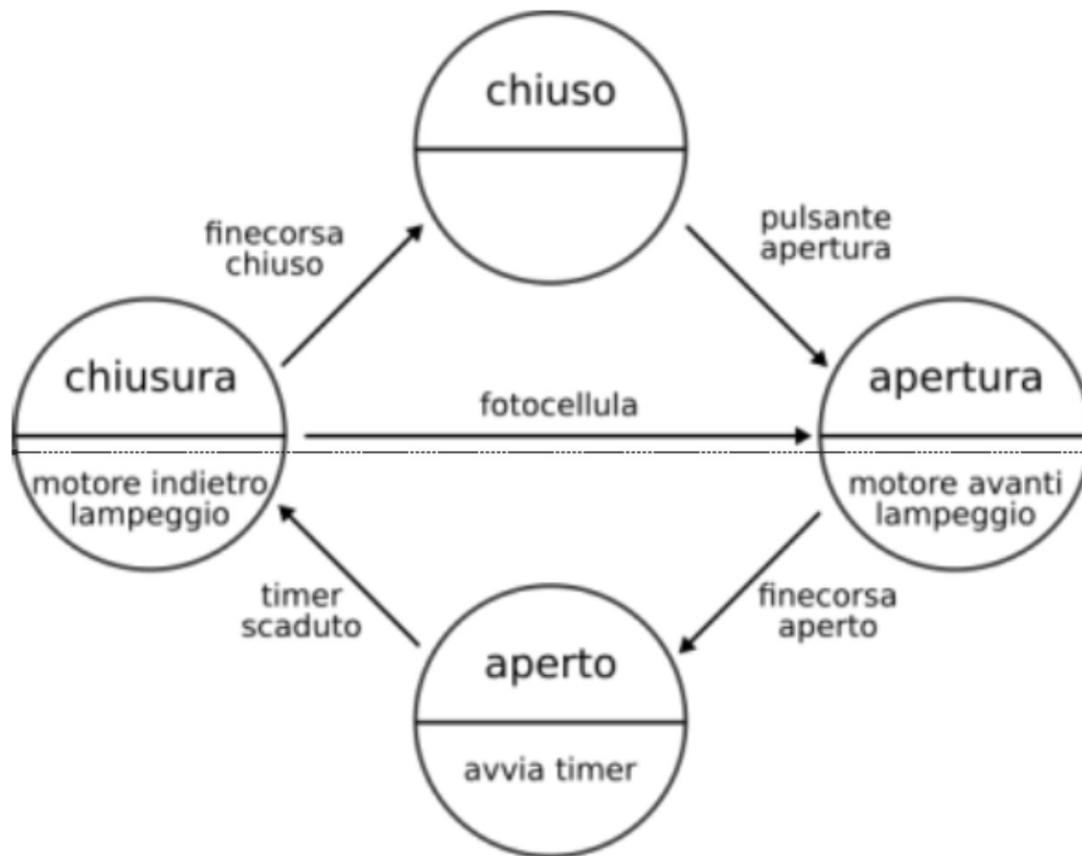 chiuso
finecorsa
chiuso
pulsante
apertura
chiusura
motore indietro
lampeggio
fotocellula
apertura
motore avanti
lampeggio
timer
scaduto
finecorsa
aperto
aperto
avvia timer